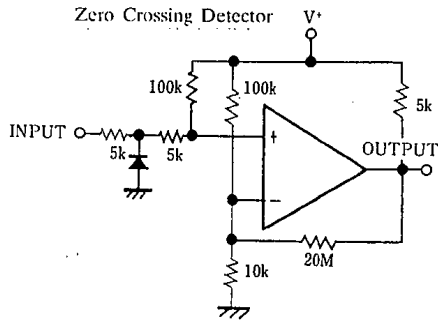 Zero Crossing Detector
V+
100k
100k
5k
INPUT
5k
5k
+
OUTPUT
−
20M
10k